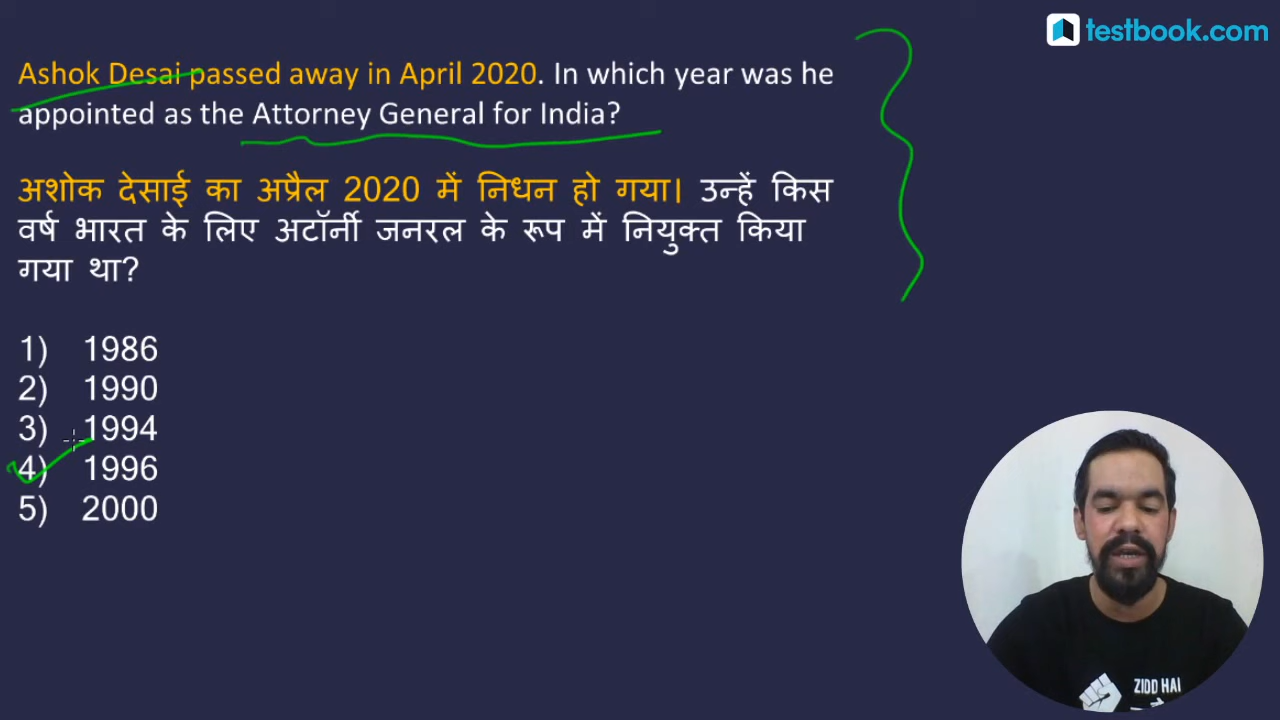 testbook.com
Ashok Desai passed away in April 2020. In which year was he
appointed as the Attorney General for India?
अशोक देसाई का अप्रैल 2020 में निधन हो गया। उन्हें किस
वर्ष भारत के लिए अटॉर्नी जनरल के रूप में नियुक्त किया
गया था?
1) 1986
2) 1990
3) 1994
4) 1996
5) 2000
ZIDD HAI